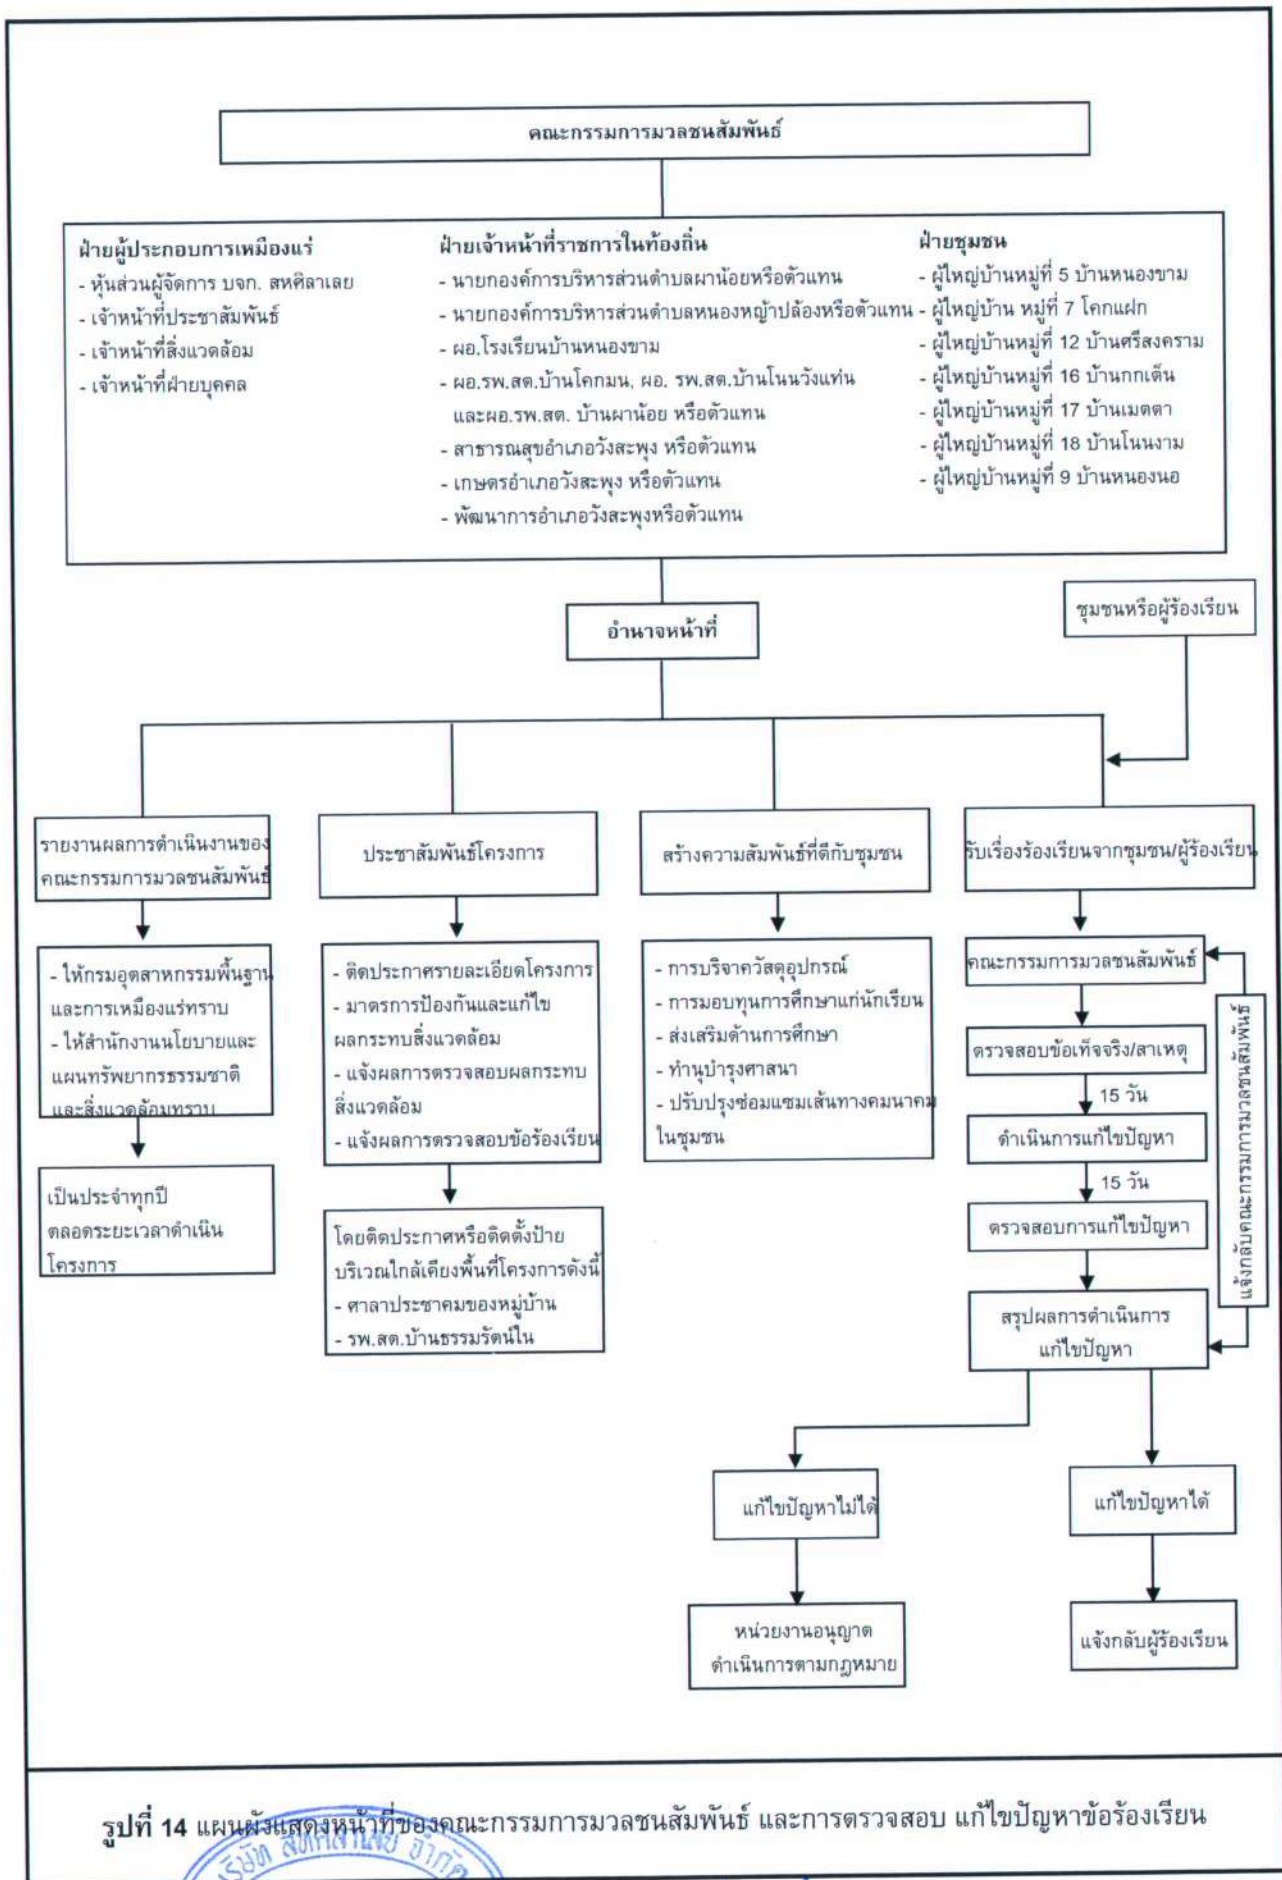 คณะกรรมการมวลชนสัมพันธ์
ฝ่ายผู้ประกอบการเหมืองแร่
- หุ้นส่วนผู้จัดการ บจก. สหศิลาเลย
- เจ้าหน้าที่ประชาสัมพันธ์
- เจ้าหน้าที่สิ่งแวดล้อม
- เจ้าหน้าที่ฝ่ายบุคคล
ฝ่ายเจ้าหน้าที่ราชการในท้องถิ่น
- นายกองค์การบริหารส่วนตำบลผาน้อยหรือตัวแทน
- นายกองค์การบริหารส่วนตำบลหนองหญ้าปล้องหรือตัวแทน
- ผอ.โรงเรียนบ้านหนองขาม
- ผอ.รพ.สต.บ้านโคกมน, ผอ. รพ.สต.บ้านโนนวังแท่น
และผอ.รพ.สต. บ้านผาน้อย หรือตัวแทน
- สาธารณสุขอำเภอวังสะพุง หรือตัวแทน
- เกษตรอำเภอวังสะพุง หรือตัวแทน
- พัฒนาการอำเภอวังสะพุงหรือตัวแทน
ฝ่ายชุมชน
- ผู้ใหญ่บ้านหมู่ที่ 5 บ้านหนองขาม
- ผู้ใหญ่บ้าน หมู่ที่ 7 โคกแฝก
- ผู้ใหญ่บ้านหมู่ที่ 12 บ้านศรีสงคราม
- ผู้ใหญ่บ้านหมู่ที่ 16 บ้านกกเต็น
- ผู้ใหญ่บ้านหมู่ที่ 17 บ้านเมตตา
- ผู้ใหญ่บ้านหมู่ที่ 18 บ้านโนนงาม
- ผู้ใหญ่บ้านหมู่ที่ 9 บ้านหนองนอ
อำนาจหน้าที่
ชุมชนหรือผู้ร้องเรียน
รายงานผลการดำเนินงานของ
คณะกรรมการมวลชนสัมพันธ์
- ให้กรมอุตสาหกรรมพื้นฐาน
และการเหมืองแร่ทราบ
- ให้สำนักงานนโยบายและ
แผนทรัพยากรธรรมชาติ
และสิ่งแวดล้อมทราบ
เป็นประจำทุกปี
ตลอดระยะเวลาดำเนิน
โครงการ
ประชาสัมพันธ์โครงการ
- ติดประกาศรายละเอียดโครงการ
- มาตรการป้องกันและแก้ไข
ผลกระทบสิ่งแวดล้อม
- แจ้งผลการตรวจสอบผลกระทบ
สิ่งแวดล้อม
- แจ้งผลการตรวจสอบข้อร้องเรียน
โดยติดประกาศหรือติดตั้งป้าย
บริเวณใกล้เคียงพื้นที่โครงการดังนี้
- ศาลาประชาคมของหมู่บ้าน
- รพ.สต.บ้านธรรมรัตน์ใน
สร้างความสัมพันธ์ที่ดีกับชุมชน
- การบริจาควัสดุอุปกรณ์
- การมอบทุนการศึกษาแก่นักเรียน
- ส่งเสริมด้านการศึกษา
- ทำนุบำรุงศาสนา
- ปรับปรุงซ่อมแซมเส้นทางคมนาคม
ในชุมชน
รับเรื่องร้องเรียนจากชุมชน/ผู้ร้องเรียน
คณะกรรมการมวลชนสัมพันธ์
ตรวจสอบข้อเท็จจริง/สาเหตุ
15 วัน
ดำเนินการแก้ไขปัญหา
15 วัน
ตรวจสอบการแก้ไขปัญหา
สรุปผลการดำเนินการ
แก้ไขปัญหา
แจ้งกลับคณะกรรมการมวลชนสัมพันธ์
แก้ไขปัญหาไม่ได้
แก้ไขปัญหาได้
หน่วยงานอนุญาต
ดำเนินการตามกฎหมาย
แจ้งกลับผู้ร้องเรียน
รูปที่ 14 แผนผังแสดงหน้าที่ของคณะกรรมการมวลชนสัมพันธ์ และการตรวจสอบ แก้ไขปัญหาข้อร้องเรียน
บริษัท สหศิลาเลย จำกัด